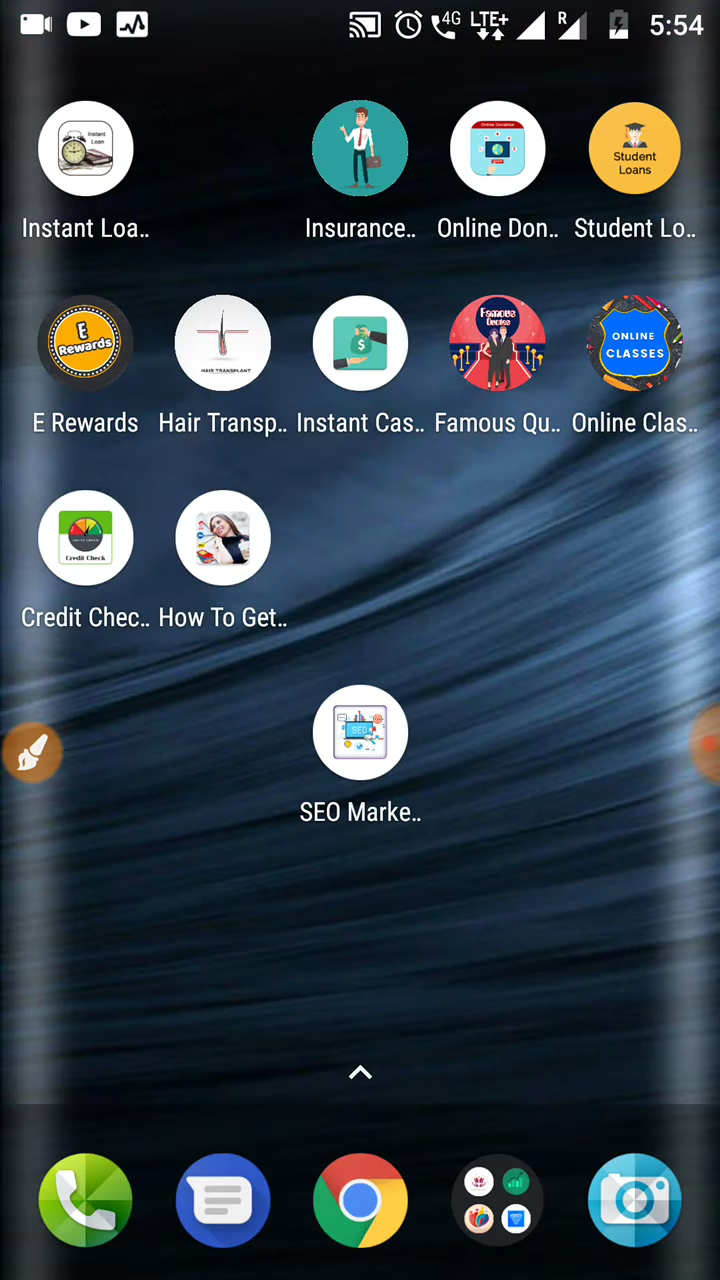 4G LTE+ R 5:54
Instant Loan
Online Donation
Student Loans
Instant Loa..
Insurance..
Online Don..
Student Lo..
E Rewards
HAIR TRANSPLANT
Famous Quotes
ONLINE CLASSES
E Rewards
Hair Transp..
Instant Cas..
Famous Qu..
Online Clas..
Credit Check
Credit Chec..
How To Get..
SEO
SEO Marke..